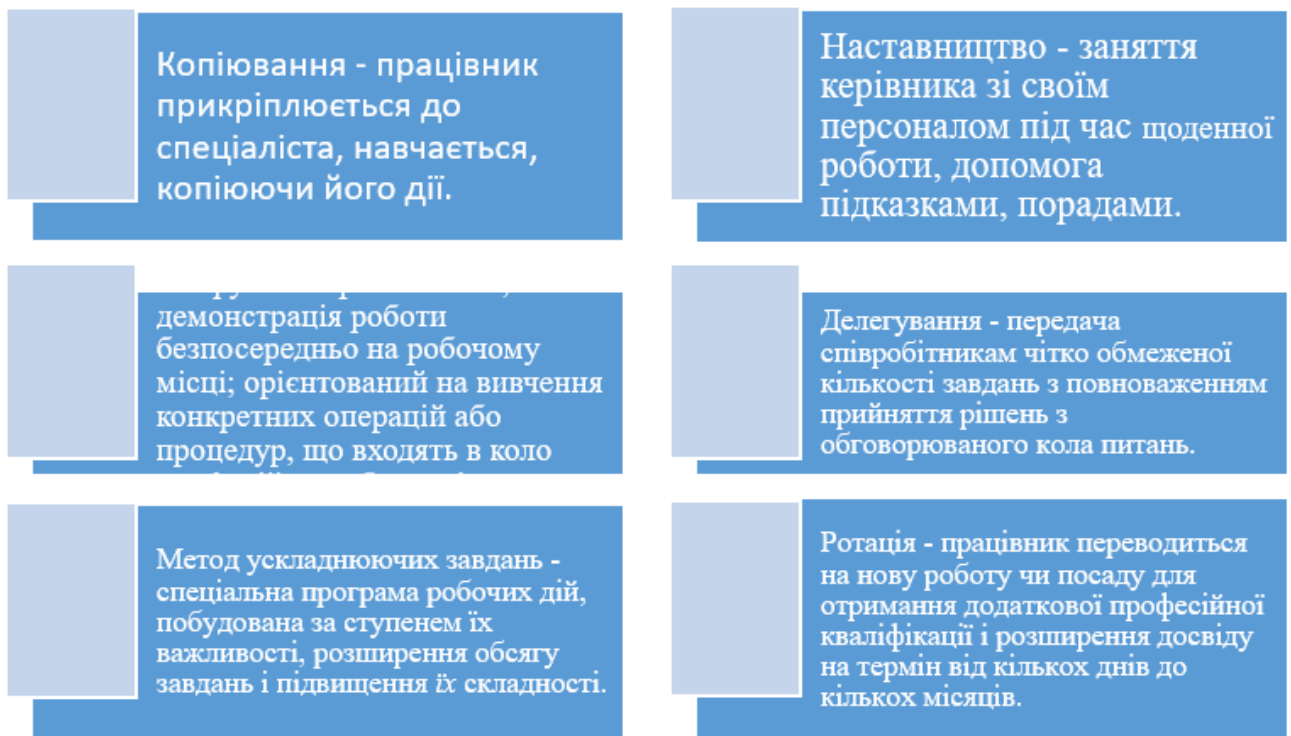 Копіювання - працівник
прикріплюється до
спеціаліста, навчається,
копіюючи його дії.
Наставництво - заняття
керівника зі своїм
персоналом під час щоденної
роботи, допомога
підказками, порадами.
демонстрація роботи
безпосередньо на робочому
місці; орієнтований на вивчення
конкретних операцій або
процедур, що входять в коло
Делегування - передача
співробітникам чітко обмеженої
кількості завдань з повноваженням
прийняття рішень з
обговорюваного кола питань.
Метод ускладнюючих завдань -
спеціальна програма робочих дій,
побудована за ступенем їх
важливості, розширення обсягу
завдань і підвищення їх складності.
Ротація - працівник переводиться
на нову роботу чи посаду для
отримання додаткової професійної
кваліфікації і розширення досвіду
на термін від кількох днів до
кількох місяців.